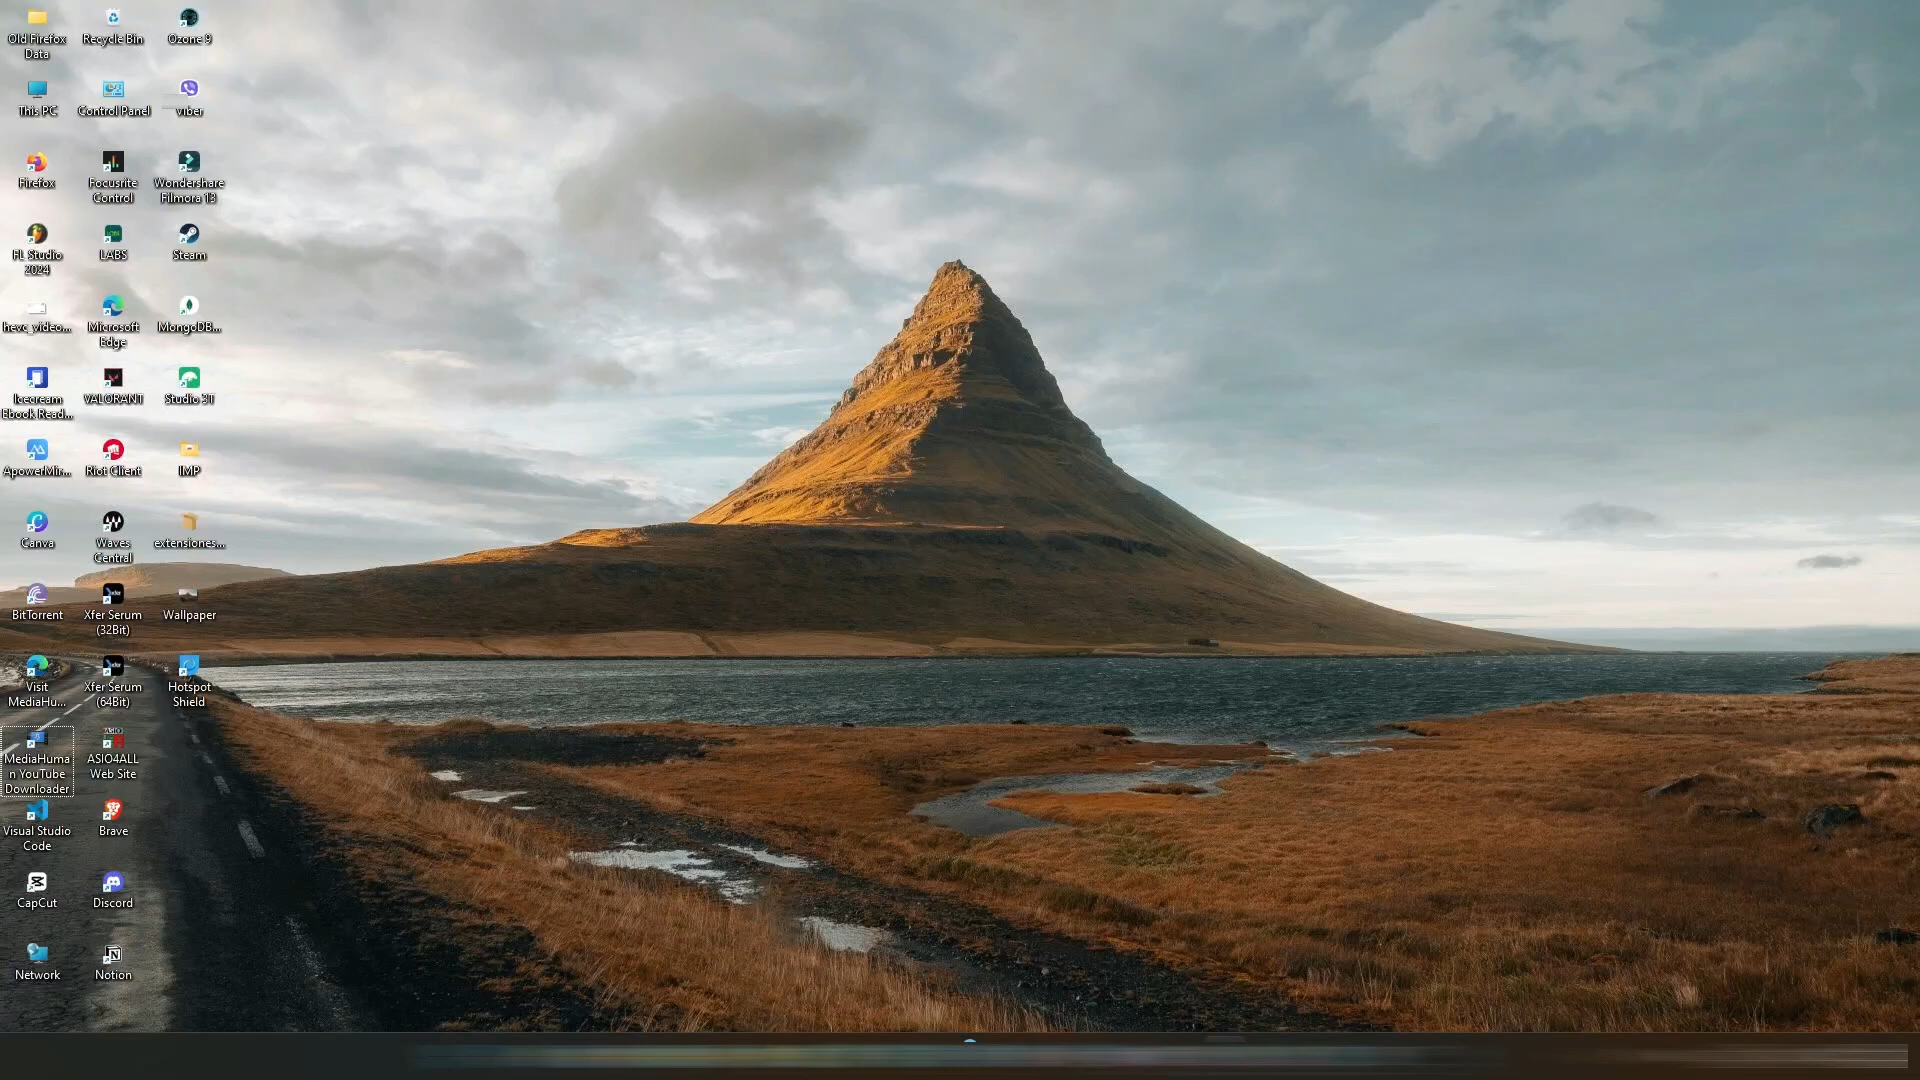 Old Firefox
Data
Recycle Bin
Ozone 9
This PC
Control Panel
viber
Firefox
Focusrite
Control
Wondershare
Filmora 13
FL Studio
2024
LABS
Steam
hevc_video...
Microsoft
Edge
MongoDB...
Icecream
Ebook Read...
VALORANT
Studio 3T
ApowerMir...
Riot Client
IMP
Canva
Waves
Central
extensiones...
BitTorrent
Xfer Serum
(32Bit)
Wallpaper
Visit
MediaHu...
Xfer Serum
(64Bit)
Hotspot
Shield
MediaHuma
n YouTube
Downloader
ASIO4ALL
Web Site
Visual Studio
Code
Brave
CapCut
Discord
Network
Notion